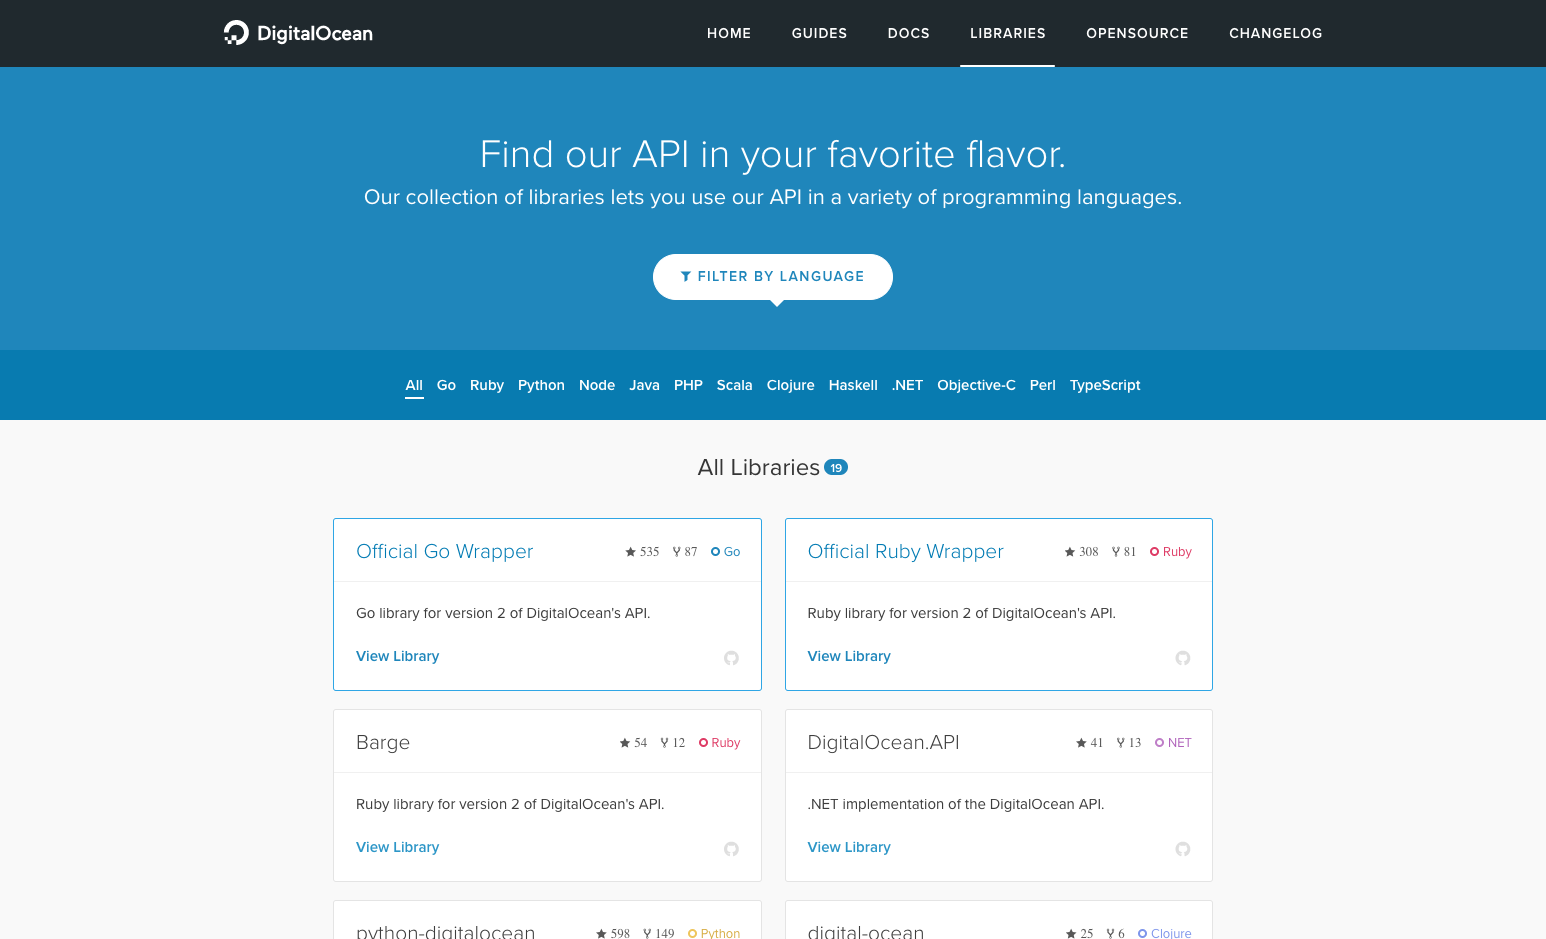 DigitalOcean HOME GUIDES DOCS LIBRARIES OPENSOURCE CHANGELOG
Find our API in your favorite flavor.
Our collection of libraries lets you use our API in a variety of programming languages.
FILTER BY LANGUAGE
All Go Ruby Python Node Java PHP Scala Clojure Haskell .NET Objective-C Perl TypeScript
All Libraries 19
Official Go Wrapper 535 87 Go
Go library for version 2 of DigitalOcean's API.
View Library
Official Ruby Wrapper 308 81 Ruby
Ruby library for version 2 of DigitalOcean's API.
View Library
Barge 54 12 Ruby
Ruby library for version 2 of DigitalOcean's API.
View Library
DigitalOcean.API 41 13 NET
.NET implementation of the DigitalOcean API.
View Library
python-digitalocean 598 149 Python
digital-ocean 25 6 Clojure